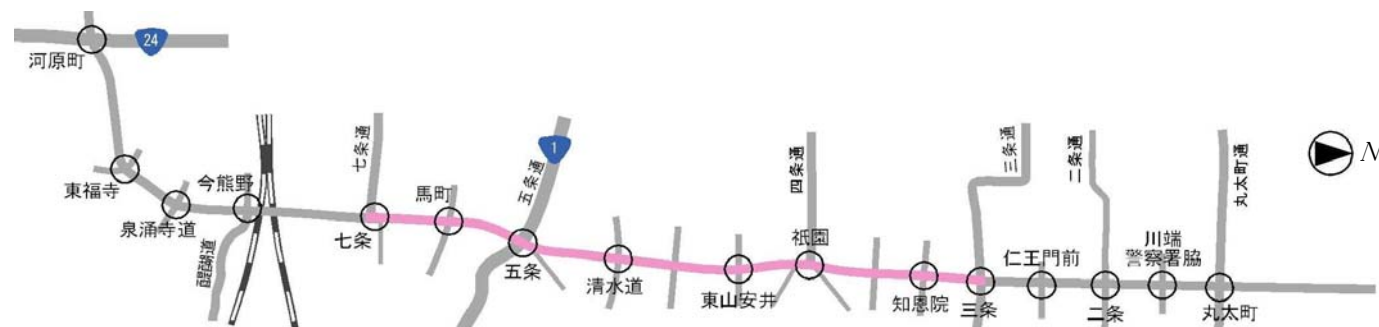 24
河原町
東福寺
泉涌寺道
今熊野
醍醐道
七条通
七条
馬町
五条通
1
五条
清水道
東山安井
四条通
祇園
知恩院
三条通
三条
仁王門前
二条通
二条
川端
警察署脇
丸太町通
丸太町
N